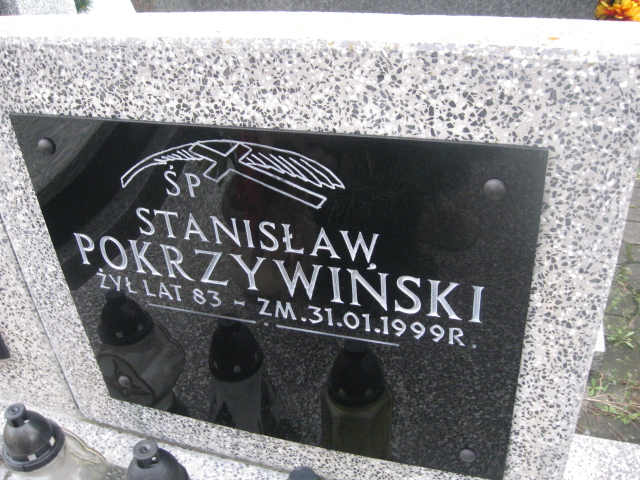 ŚP
STANISŁAW
POKRZYWIŃSKI
ŻYŁ LAT 83 – ZM. 31.01.1999R.